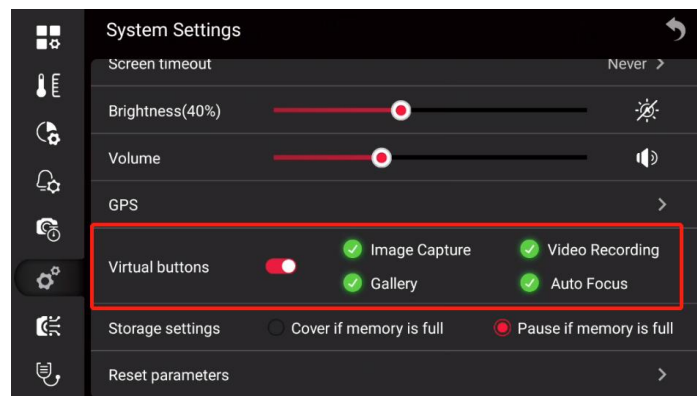 System Settings
Screen timeout Never >
Brightness(40%)
Volume
GPS >
Virtual buttons Image Capture Video Recording
Gallery Auto Focus
Storage settings Cover if memory is full Pause if memory is full
Reset parameters >